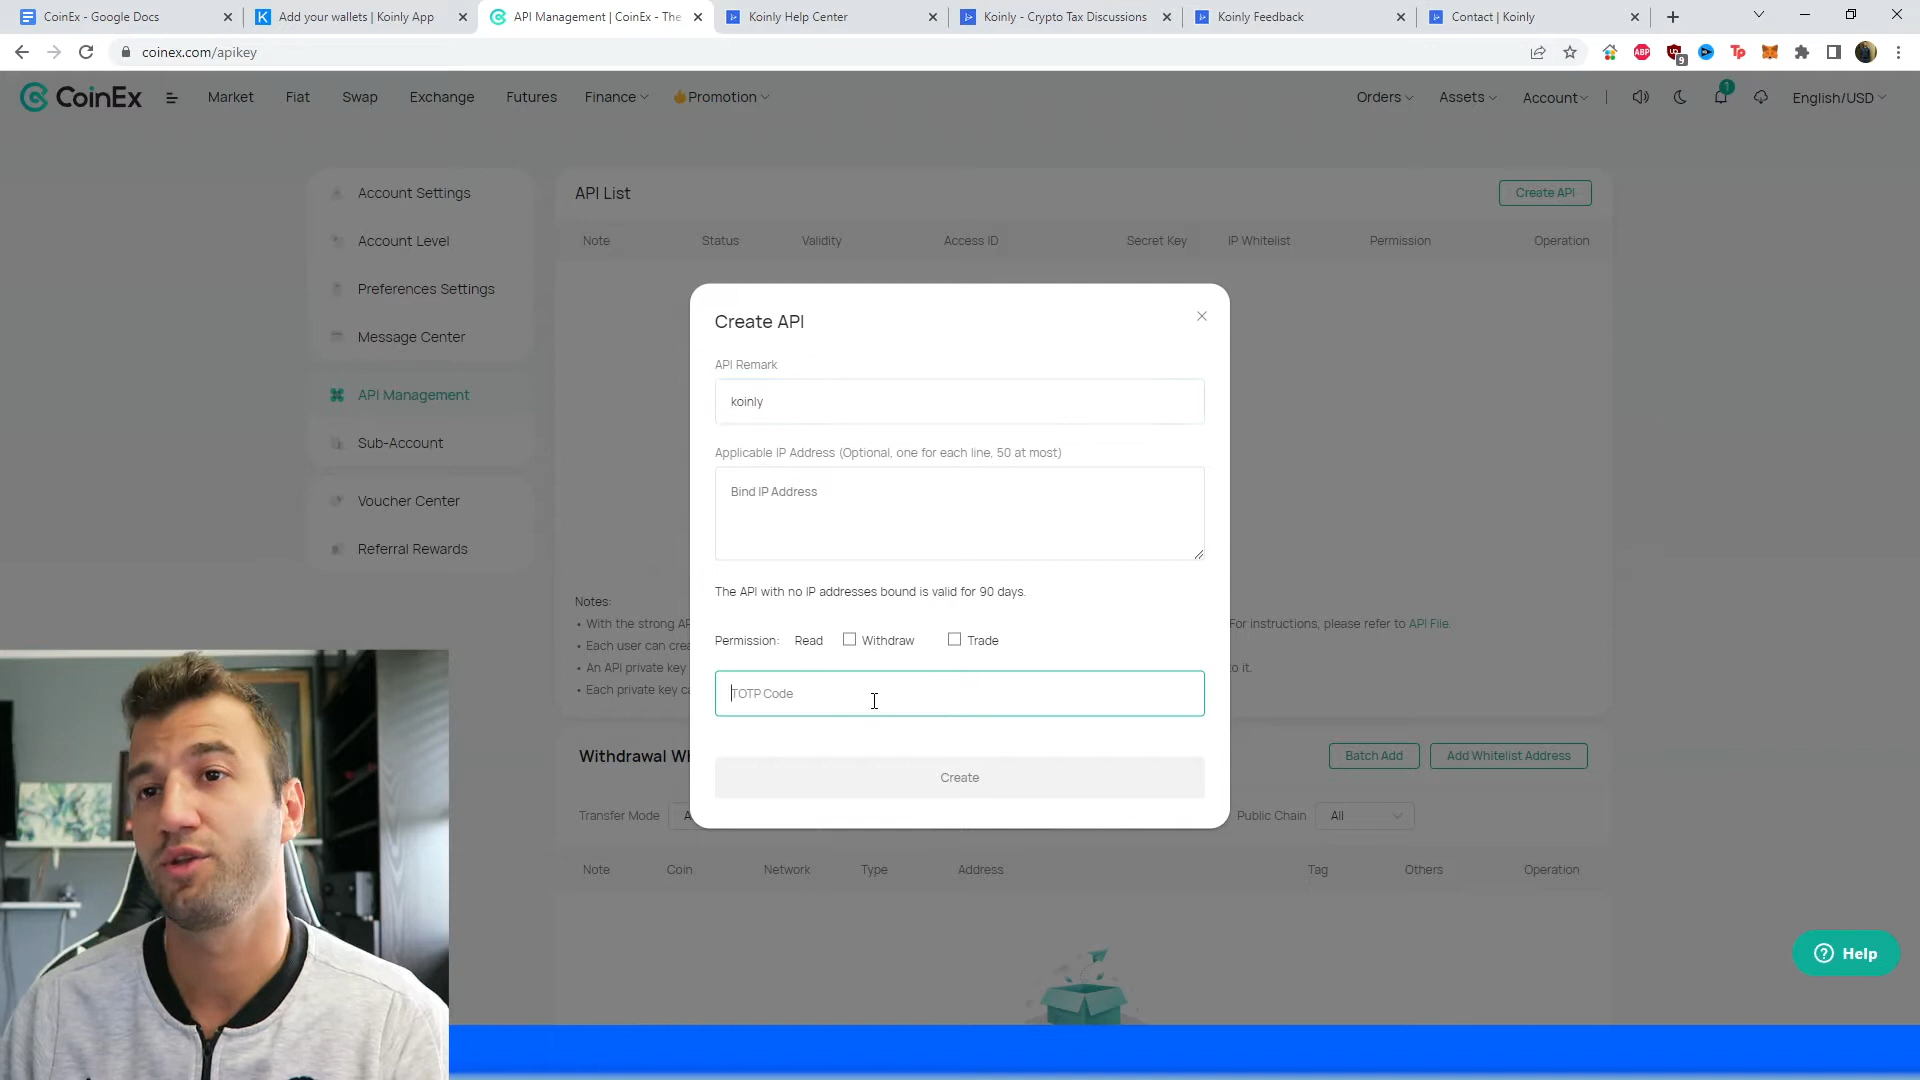 CoinEx - Google Docs
Add your wallets | Koinly App
API Management | CoinEx - The
Koinly Help Center
Koinly - Crypto Tax Discussions
Koinly Feedback
Contact | Koinly
coinex.com/apikey
ABP
9
Tp
CoinEx
Market
Fiat
Swap
Exchange
Futures
Finance
Promotion
Orders
Assets
Account
1
English/USD
Account Settings
Account Level
Preferences Settings
Message Center
API Management
Sub-Account
Voucher Center
Referral Rewards
API List
Create API
Note Status Validity Access ID Secret Key IP Whitelist Permission Operation
Create API
API Remark
koinly
Applicable IP Address (Optional, one for each line, 50 at most)
Bind IP Address
The API with no IP addresses bound is valid for 90 days.
Permission: Read Withdraw Trade
TOTP Code
Create
Notes:
• With the strong For instructions, please refer to API File.
• Each user can
• An API private key to it.
• Each private key
Withdrawal
Batch Add
Add Whitelist Address
Transfer Mode
Public Chain
All
Note Coin Network Type Address Tag Others Operation
Help